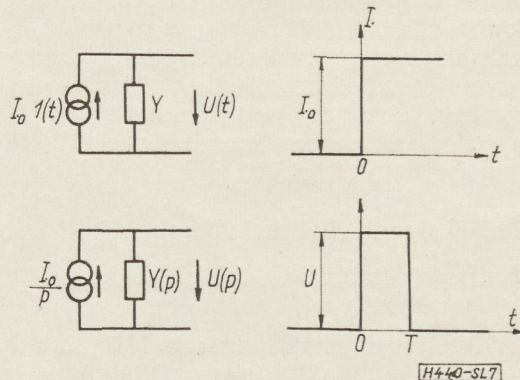 I₀ 1(t)
Y
U(t)
I
I₀
0
t
I₀/p
Y(p)
U(p)
U
0
T
t
H440-SL7